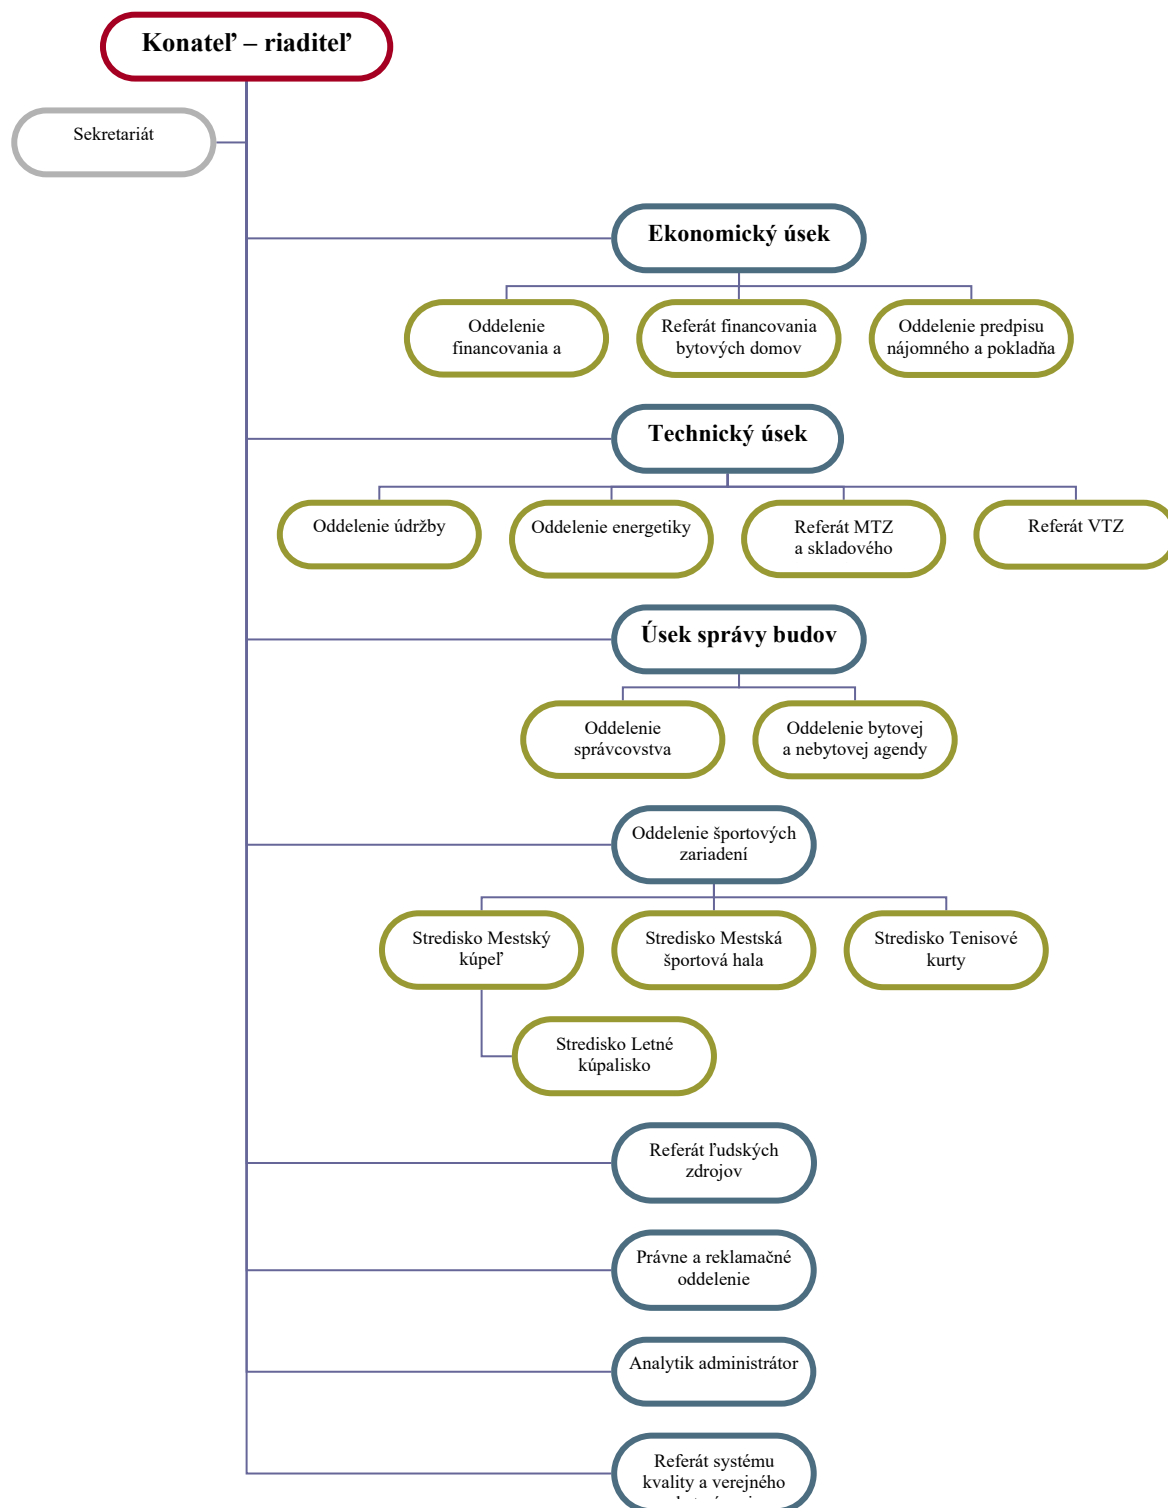 Konateľ – riaditeľ
Sekretariát
Ekonomický úsek
Oddelenie
financovania a
Referát financovania
bytových domov
Oddelenie predpisu
nájomného a pokladňa
Technický úsek
Oddelenie údržby
Oddelenie energetiky
Referát MTZ
a skladového
Referát VTZ
Úsek správy budov
Oddelenie
správcovstva
Oddelenie bytovej
a nebytovej agendy
Oddelenie športových
zariadení
Stredisko Mestský
kúpeľ
Stredisko Mestská
športová hala
Stredisko Tenisové
kurty
Stredisko Letné
kúpalisko
Referát ľudských
zdrojov
Právne a reklamačné
oddelenie
Analytik administrátor
Referát systému
kvality a verejného